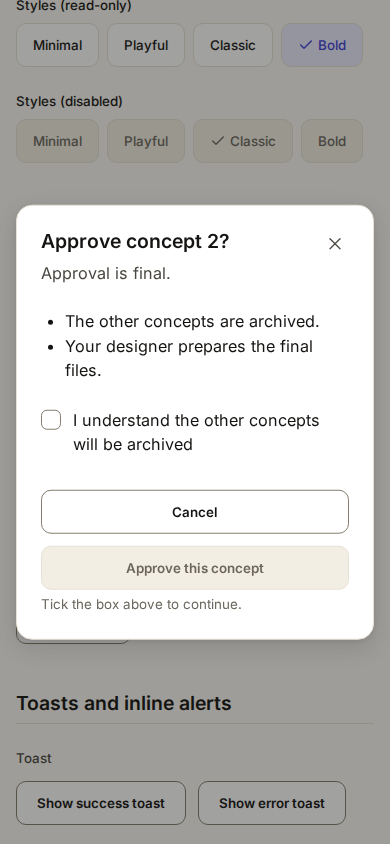 Styles (read-only)
Minimal
Playful
Classic
Bold
Styles (disabled)
Minimal
Playful
Classic
Bold
Approve concept 2?
Approval is final.
The other concepts are archived.
Your designer prepares the final
files.
I understand the other concepts
will be archived
Cancel
Approve this concept
Tick the box above to continue.
Toasts and inline alerts
Toast
Show success toast
Show error toast